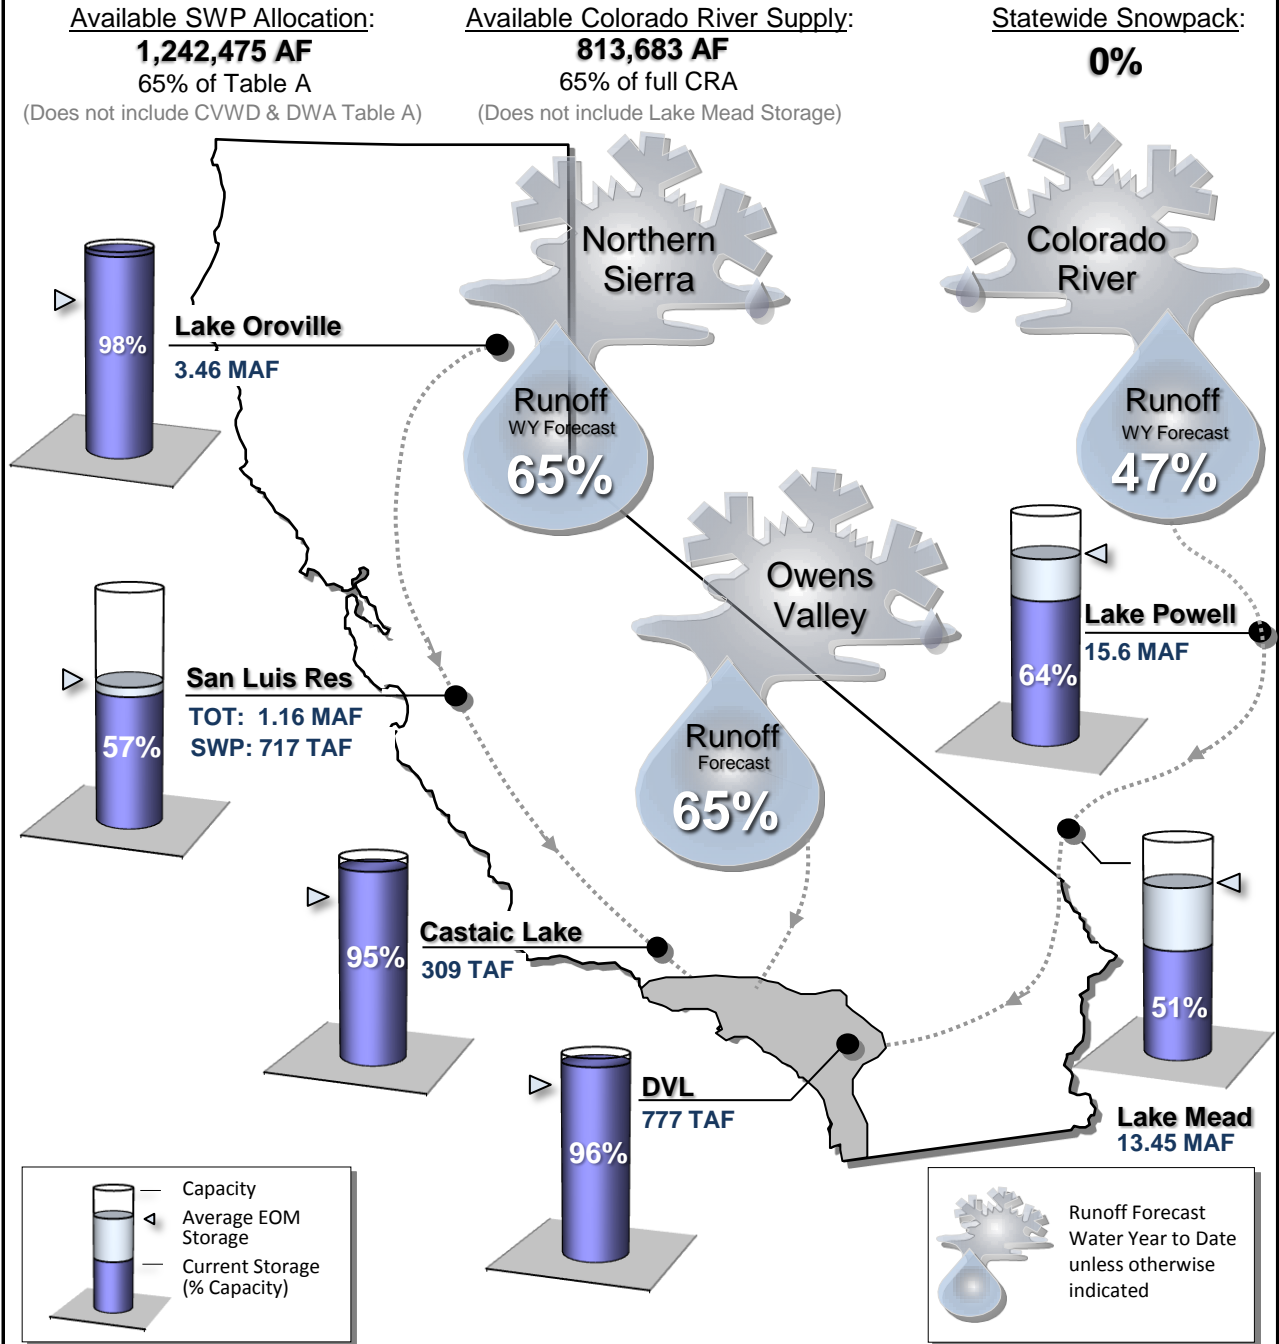 Available SWP Allocation:
1,242,475 AF
65% of Table A
(Does not include CVWD & DWA Table A)
Available Colorado River Supply:
813,683 AF
65% of full CRA
(Does not include Lake Mead Storage)
Statewide Snowpack:
0%
Northern
Sierra
Runoff
WY Forecast
65%
Colorado
River
Runoff
WY Forecast
47%
98%
Lake Oroville
3.46 MAF
Owens
Valley
Runoff
Forecast
65%
Lake Powell
15.6 MAF
64%
San Luis Res
TOT: 1.16 MAF
SWP: 717 TAF
57%
Castaic Lake
309 TAF
95%
51%
Lake Mead
13.45 MAF
DVL
777 TAF
96%
Capacity
Average EOM
Storage
Current Storage
(% Capacity)
Runoff Forecast
Water Year to Date
unless otherwise
indicated